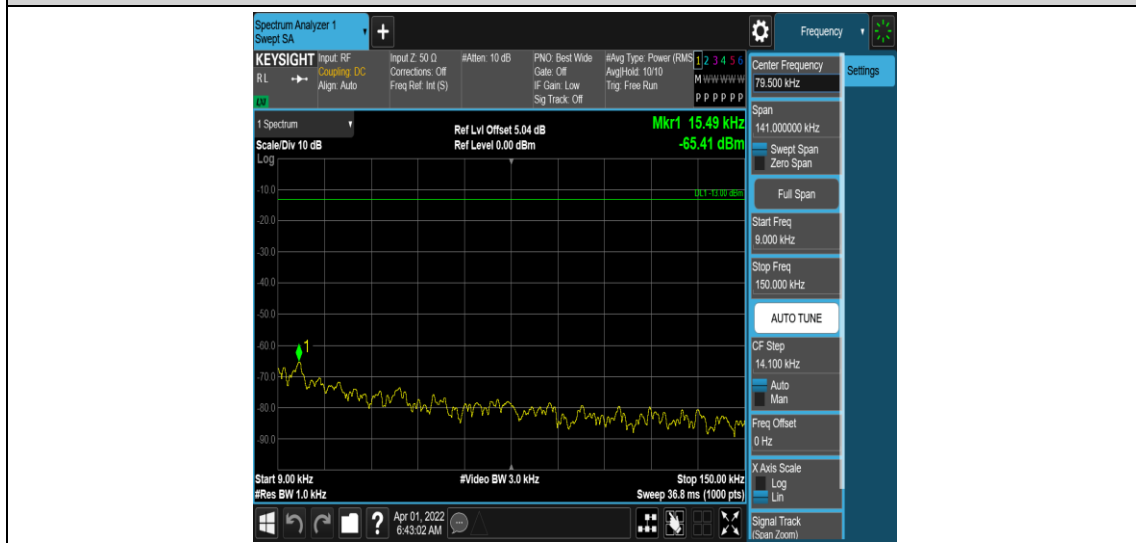 Spectrum Analyzer 1
Swept SA
+
Frequency
KEYSIGHT
RL
LXI
Input: RF
Coupling: DC
Align: Auto
Input Z: 50 Ω
Corrections: Off
Freq Ref: Int (S)
#Atten: 10 dB
PNO: Best Wide
Gate: Off
IF Gain: Low
Sig Track: Off
#Avg Type: Power (RMS
Avg|Hold: 10/10
Trig: Free Run
1 2 3 4 5 6
M W W W W W
P P P P P P
1 Spectrum
Scale/Div 10 dB
Log
Ref Lvl Offset 5.04 dB
Ref Level 0.00 dBm
Mkr1 15.49 kHz
-65.41 dBm
DL1 -13.00 dBm
-10.0
-20.0
-30.0
-40.0
-50.0
-60.0
-70.0
-80.0
-90.0
1
Start 9.00 kHz
#Res BW 1.0 kHz
#Video BW 3.0 kHz
Stop 150.00 kHz
Sweep 36.8 ms (1000 pts)
Center Frequency
79.500 kHz
Settings
Span
141.000000 kHz
Swept Span
Zero Span
Full Span
Start Freq
9.000 kHz
Stop Freq
150.000 kHz
AUTO TUNE
CF Step
14.100 kHz
Auto
Man
Freq Offset
0 Hz
X Axis Scale
Log
Lin
Signal Track
(Span Zoom)
?
Apr 01, 2022
6:43:02 AM